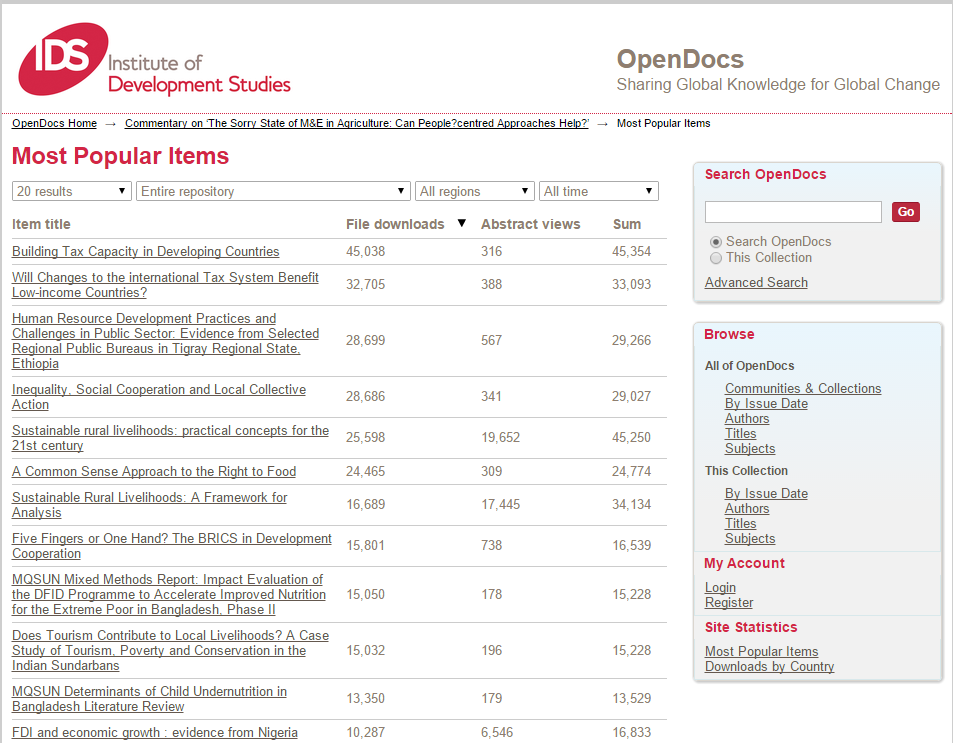 IDS Institute of
Development Studies
OpenDocs
Sharing Global Knowledge for Global Change
OpenDocs Home → Commentary on 'The Sorry State of M&E in Agriculture: Can People?centred Approaches Help?' → Most Popular Items
Most Popular Items
20 results ▼ Entire repository ▼ All regions ▼ All time ▼
Item title File downloads ▼ Abstract views Sum
Building Tax Capacity in Developing Countries 45,038 316 45,354
Will Changes to the international Tax System Benefit
Low-income Countries? 32,705 388 33,093
Human Resource Development Practices and
Challenges in Public Sector: Evidence from Selected
Regional Public Bureaus in Tigray Regional State,
Ethiopia 28,699 567 29,266
Inequality, Social Cooperation and Local Collective
Action 28,686 341 29,027
Sustainable rural livelihoods: practical concepts for the
21st century 25,598 19,652 45,250
A Common Sense Approach to the Right to Food 24,465 309 24,774
Sustainable Rural Livelihoods: A Framework for
Analysis 16,689 17,445 34,134
Five Fingers or One Hand? The BRICS in Development
Cooperation 15,801 738 16,539
MQSUN Mixed Methods Report: Impact Evaluation of
the DFID Programme to Accelerate Improved Nutrition
for the Extreme Poor in Bangladesh, Phase II 15,050 178 15,228
Does Tourism Contribute to Local Livelihoods? A Case
Study of Tourism, Poverty and Conservation in the
Indian Sundarbans 15,032 196 15,228
MQSUN Determinants of Child Undernutrition in
Bangladesh Literature Review 13,350 179 13,529
FDI and economic growth : evidence from Nigeria 10,287 6,546 16,833
Search OpenDocs
Go
Search OpenDocs
This Collection
Advanced Search
Browse
All of OpenDocs
Communities & Collections
By Issue Date
Authors
Titles
Subjects
This Collection
By Issue Date
Authors
Titles
Subjects
My Account
Login
Register
Site Statistics
Most Popular Items
Downloads by Country